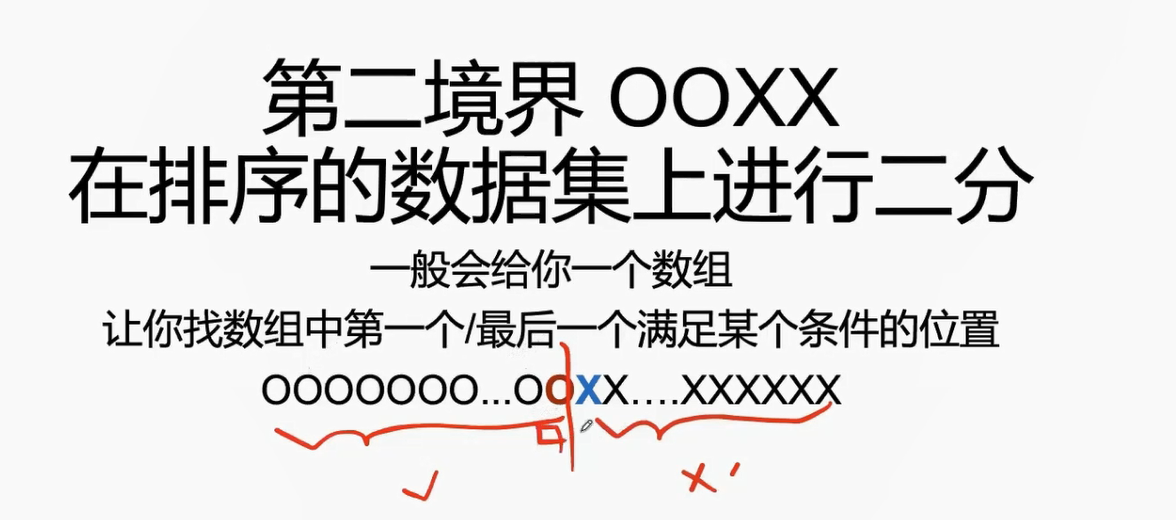 第二境界 OOXX
在排序的数据集上进行二分
一般会给你一个数组
让你找数组中第一个/最后一个满足某个条件的位置
OOOOOOO...OOXX....XXXXXX